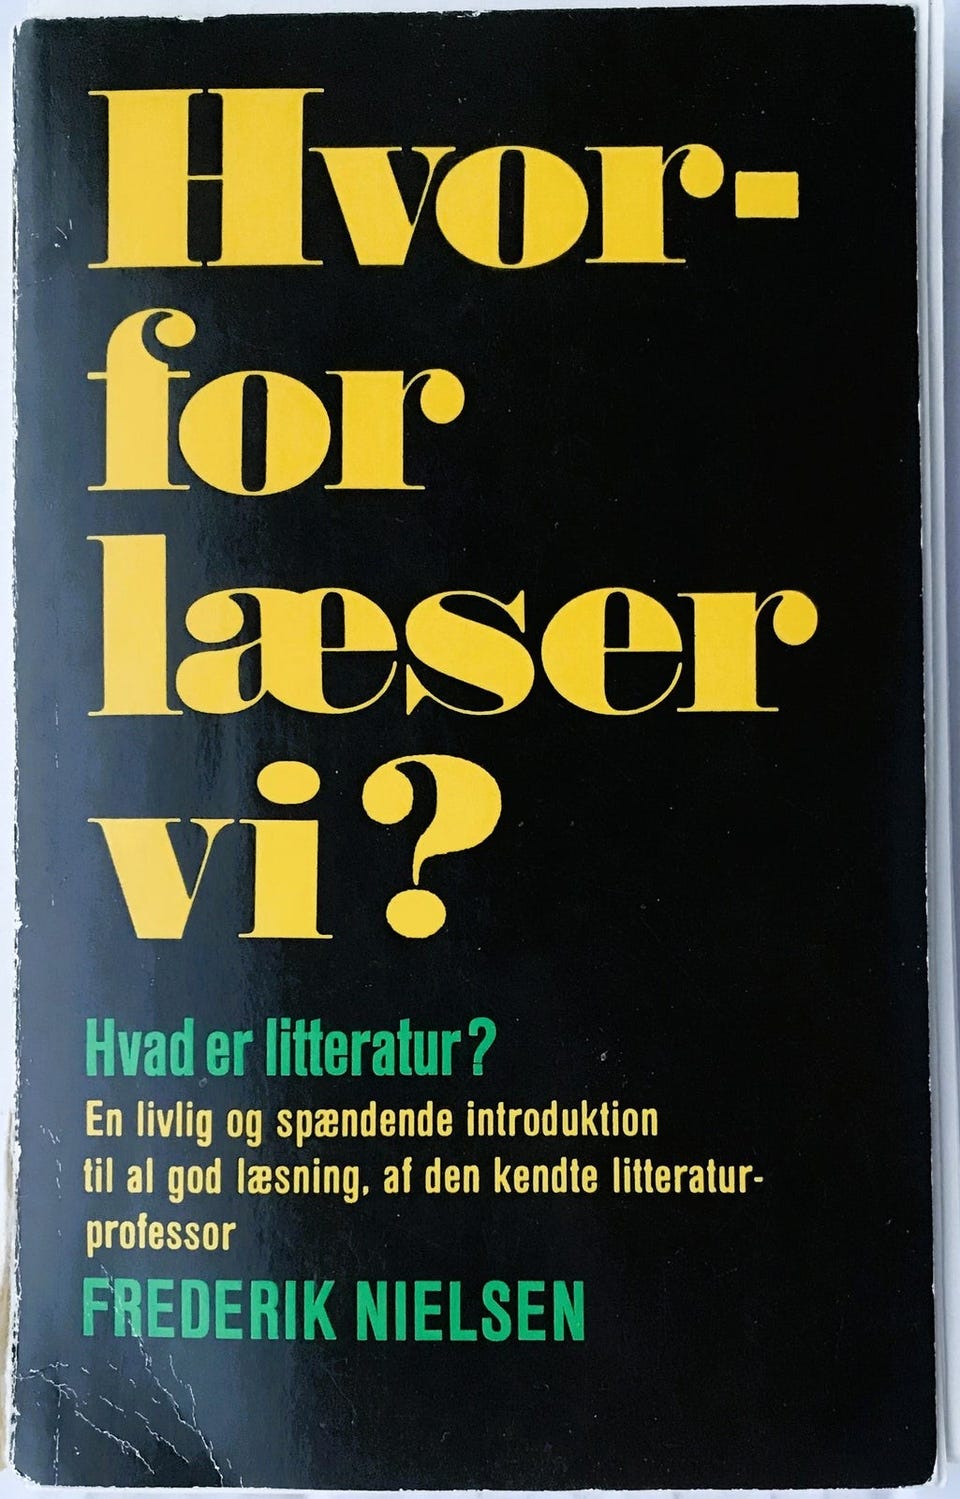 Hvor-
for
læser
vi?
Hvad er litteratur?
En livlig og spændende introduktion
til al god læsning, af den kendte litteratur-
professor
FREDERIK NIELSEN